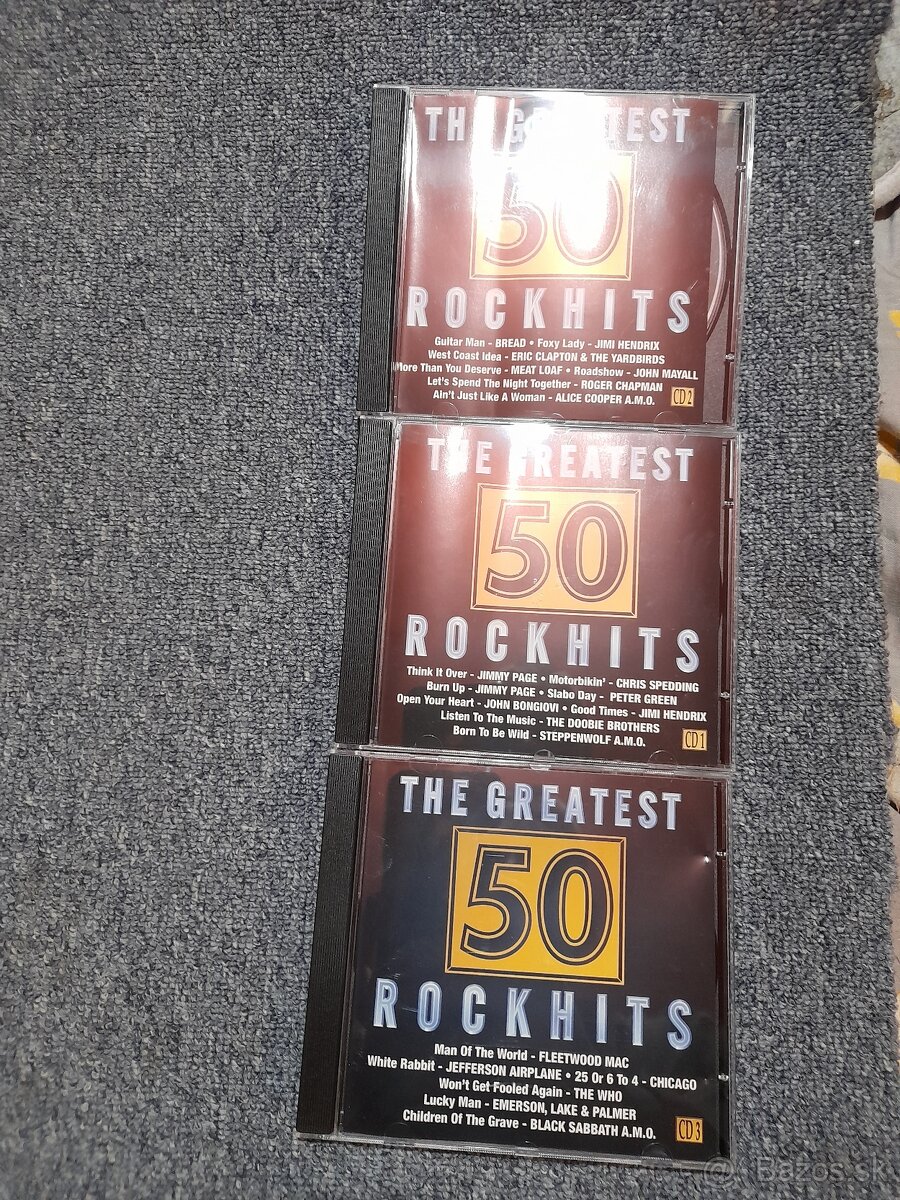 THE GREATEST
50
ROCKHITS
Guitar Man - BREAD • Foxy Lady - JIMI HENDRIX
West Coast Idea - ERIC CLAPTON & THE YARDBIRDS
More Than You Deserve - MEAT LOAF • Roadshow - JOHN MAYALL
Let's Spend The Night Together - ROGER CHAPMAN
Ain't Just Like A Woman - ALICE COOPER A.M.O.
CD 2
THE GREATEST
50
ROCKHITS
Think It Over - JIMMY PAGE • Motorbikin' - CHRIS SPEDDING
Burn Up - JIMMY PAGE • Slabo Day - PETER GREEN
Open Your Heart - JOHN BONGIOVI • Good Times - JIMI HENDRIX
Listen To The Music - THE DOOBIE BROTHERS
Born To Be Wild - STEPPENWOLF A.M.O.
CD 1
THE GREATEST
50
ROCKHITS
Man Of The World - FLEETWOOD MAC
White Rabbit - JEFFERSON AIRPLANE • 25 Or 6 To 4 - CHICAGO
Won't Get Fooled Again - THE WHO
Lucky Man - EMERSON, LAKE & PALMER
Children Of The Grave - BLACK SABBATH A.M.O.
CD 3
Bazos.sk